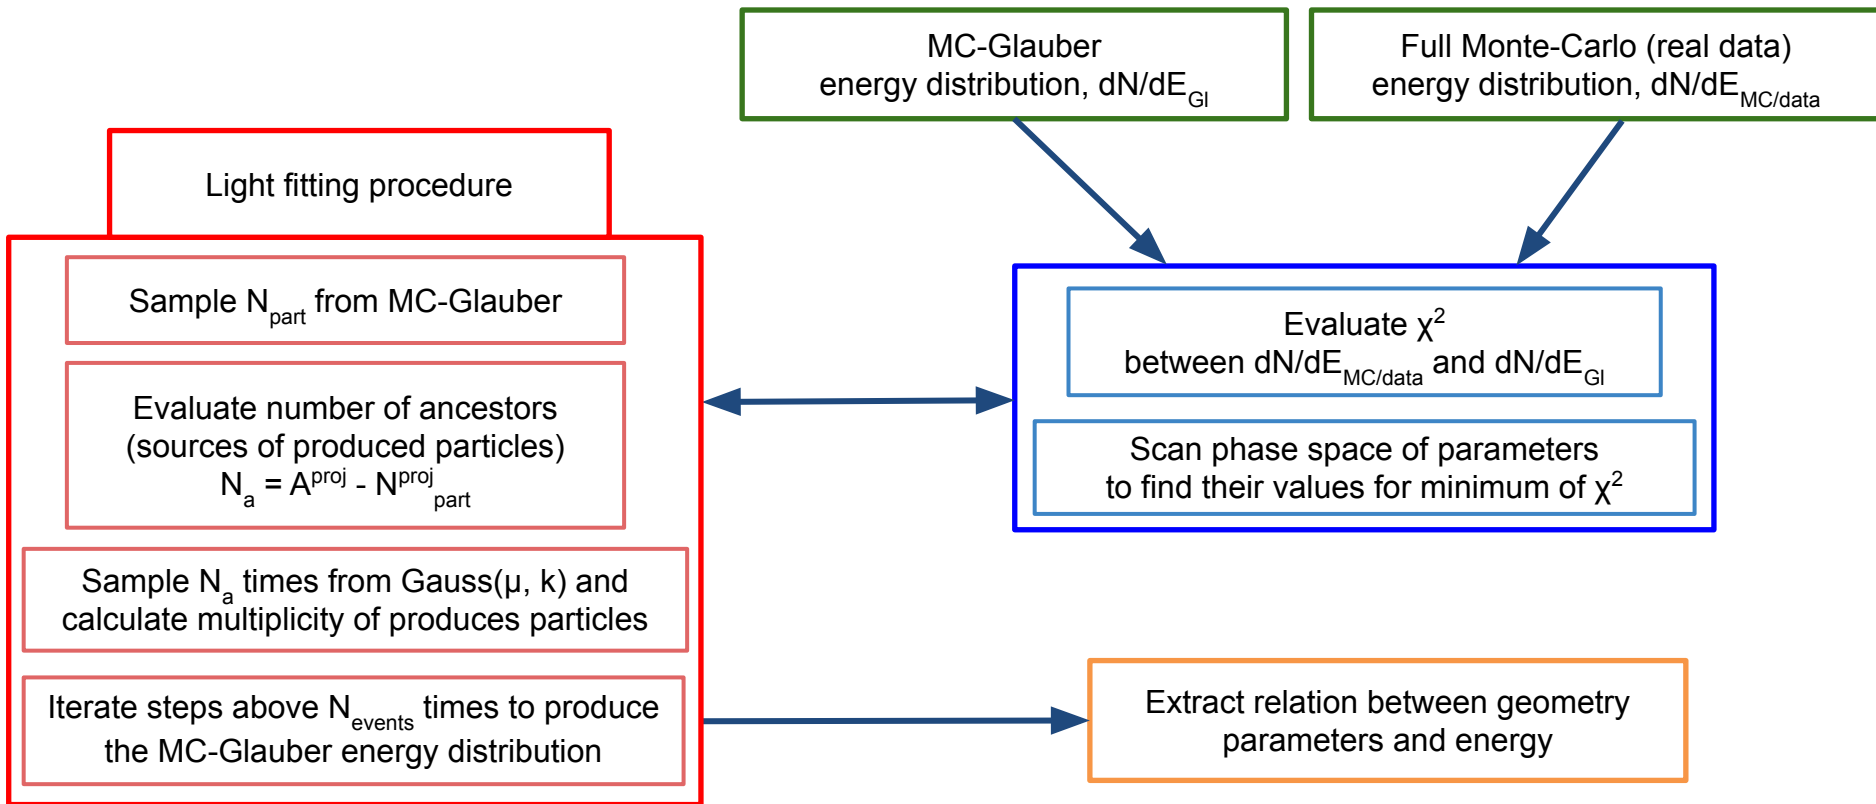 MC-Glauber
energy distribution, dN/dE_Gl
Full Monte-Carlo (real data)
energy distribution, dN/dE_MC/data
Light fitting procedure
Sample N_part from MC-Glauber
Evaluate number of ancestors
(sources of produced particles)
N_a = A^proj - N^proj_part
Sample N_a times from Gauss(μ, k) and
calculate multiplicity of produces particles
Iterate steps above N_events times to produce
the MC-Glauber energy distribution
Evaluate χ²
between dN/dE_MC/data and dN/dE_Gl
Scan phase space of parameters
to find their values for minimum of χ²
Extract relation between geometry
parameters and energy